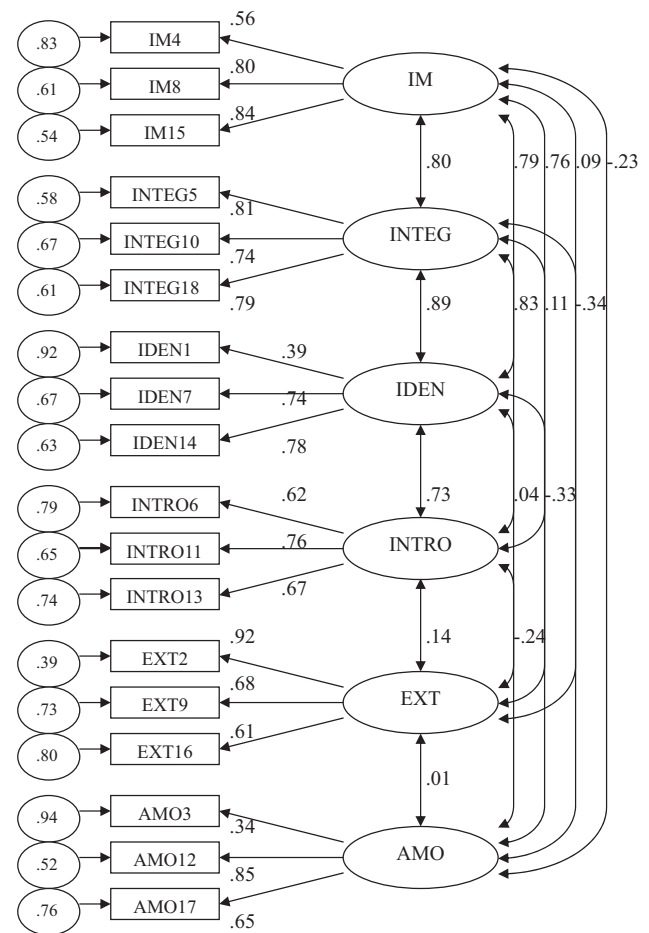 .56
.83 IM4
.80
.61 IM8 IM
.84
.54 IM15
.80 .79 .76 .09 -.23
.58 INTEG5
.81
.67 INTEG10 INTEG
.74
.61 INTEG18
.79
.89 .83 .11 -.34
.92 IDEN1
.39
.67 IDEN7 .74 IDEN
.63 IDEN14
.78
.73 .04 -.33
.79 INTRO6 .62
.65 INTRO11 .76 INTRO
.74 INTRO13 .67
.14 -.24
.92
.39 EXT2
.68
.73 EXT9 EXT
.61
.80 EXT16
.01
.94 AMO3
.34
.52 AMO12 AMO
.85
.76 AMO17
.65